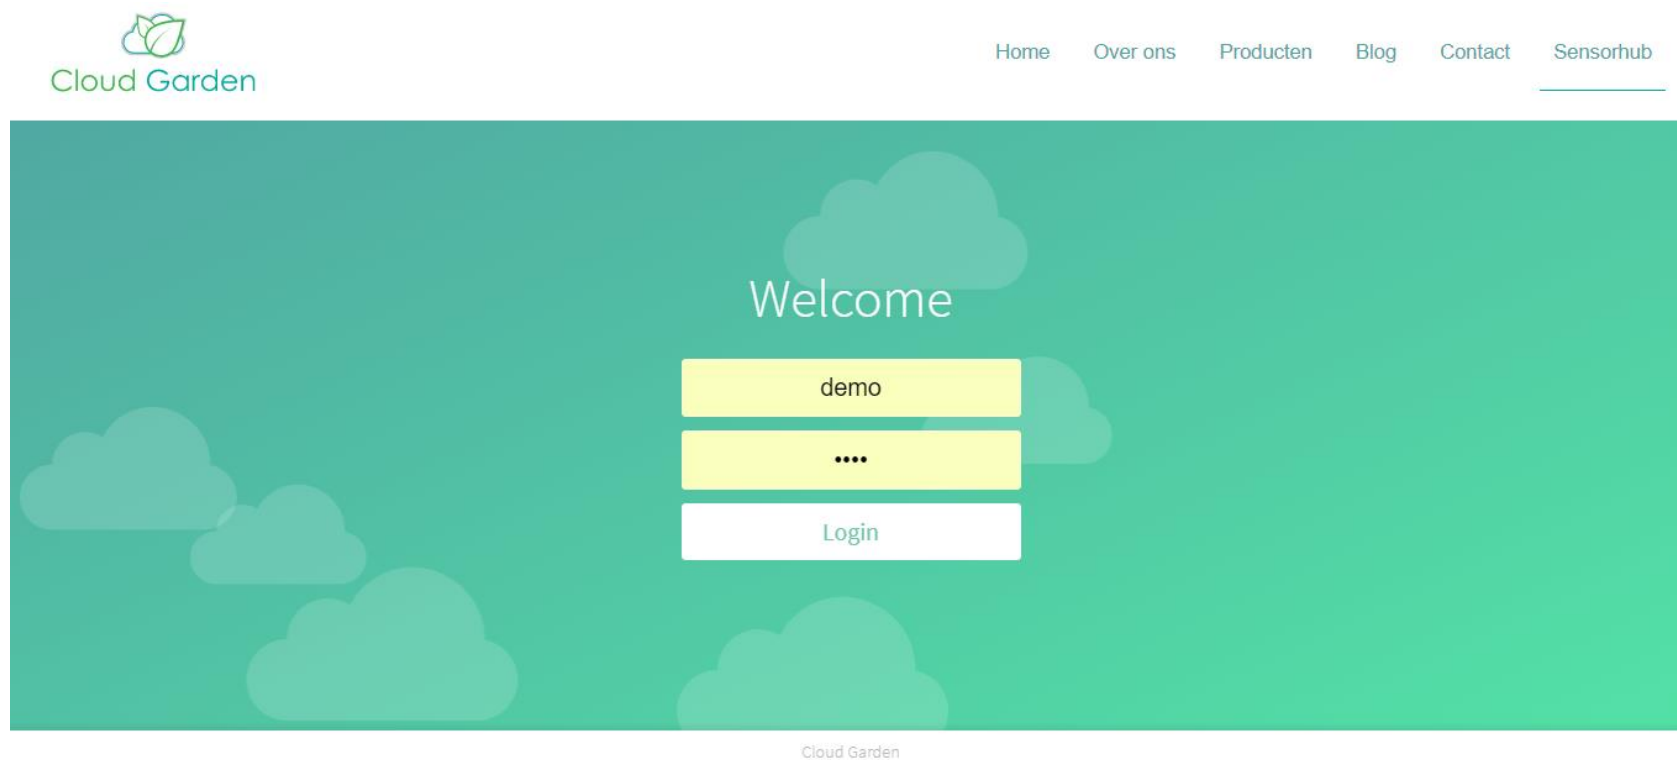 Cloud Garden
Home Over ons Producten Blog Contact Sensorhub
Welcome
demo
••••
Login
Cloud Garden